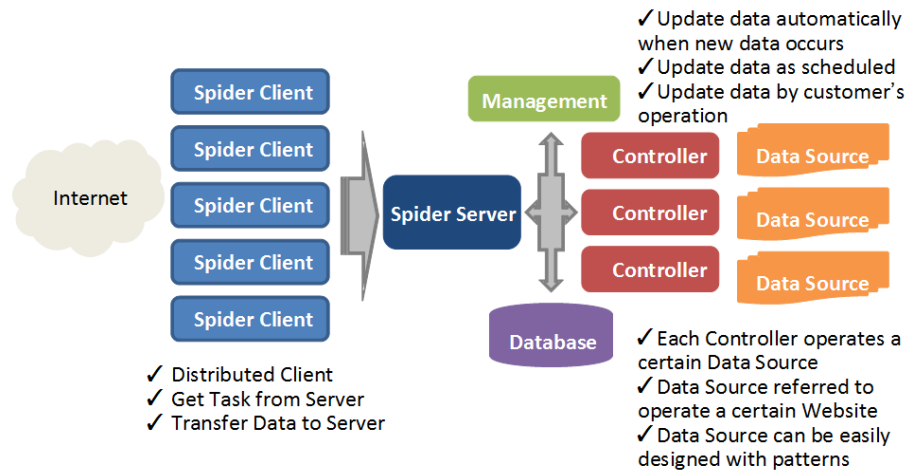 Internet
Spider Client
Spider Client
Spider Client
Spider Client
Spider Client
✓ Distributed Client
✓ Get Task from Server
✓ Transfer Data to Server
Spider Server
Management
Database
✓Update data automatically
when new data occurs
✓Update data as scheduled
✓Update data by customer's
operation
Controller
Data Source
Controller
Data Source
Controller
Data Source
✓Each Controller operates a
certain Data Source
✓Data Source referred to
operate a certain Website
✓Data Source can be easily
designed with patterns